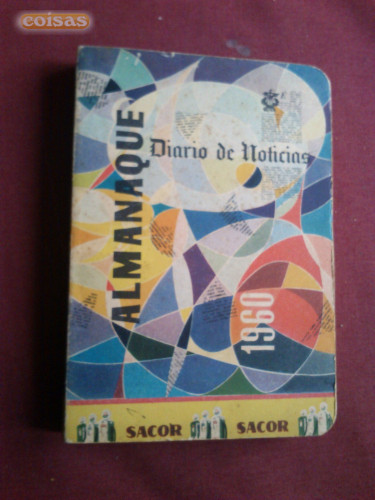 coisas
ALMANAQUE
Diario de Noticias
1960
SACOR
SACOR